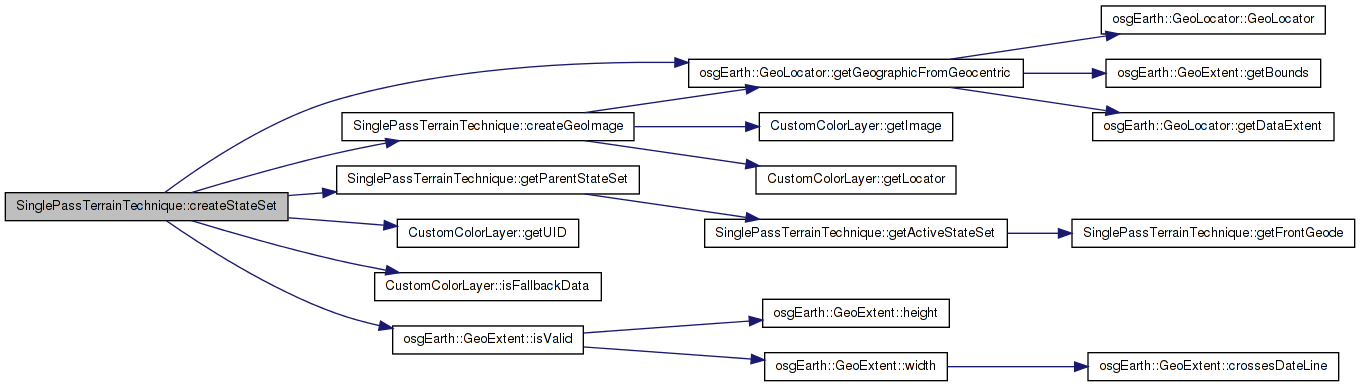 osgEarth::GeoLocator::GeoLocator
osgEarth::GeoLocator::getGeographicFromGeocentric
osgEarth::GeoExtent::getBounds
SinglePassTerrainTechnique::createGeoImage
CustomColorLayer::getImage
osgEarth::GeoLocator::getDataExtent
SinglePassTerrainTechnique::getParentStateSet
CustomColorLayer::getLocator
SinglePassTerrainTechnique::createStateSet
CustomColorLayer::getUID
SinglePassTerrainTechnique::getActiveStateSet
SinglePassTerrainTechnique::getFrontGeode
CustomColorLayer::isFallbackData
osgEarth::GeoExtent::height
osgEarth::GeoExtent::isValid
osgEarth::GeoExtent::width
osgEarth::GeoExtent::crossesDateLine